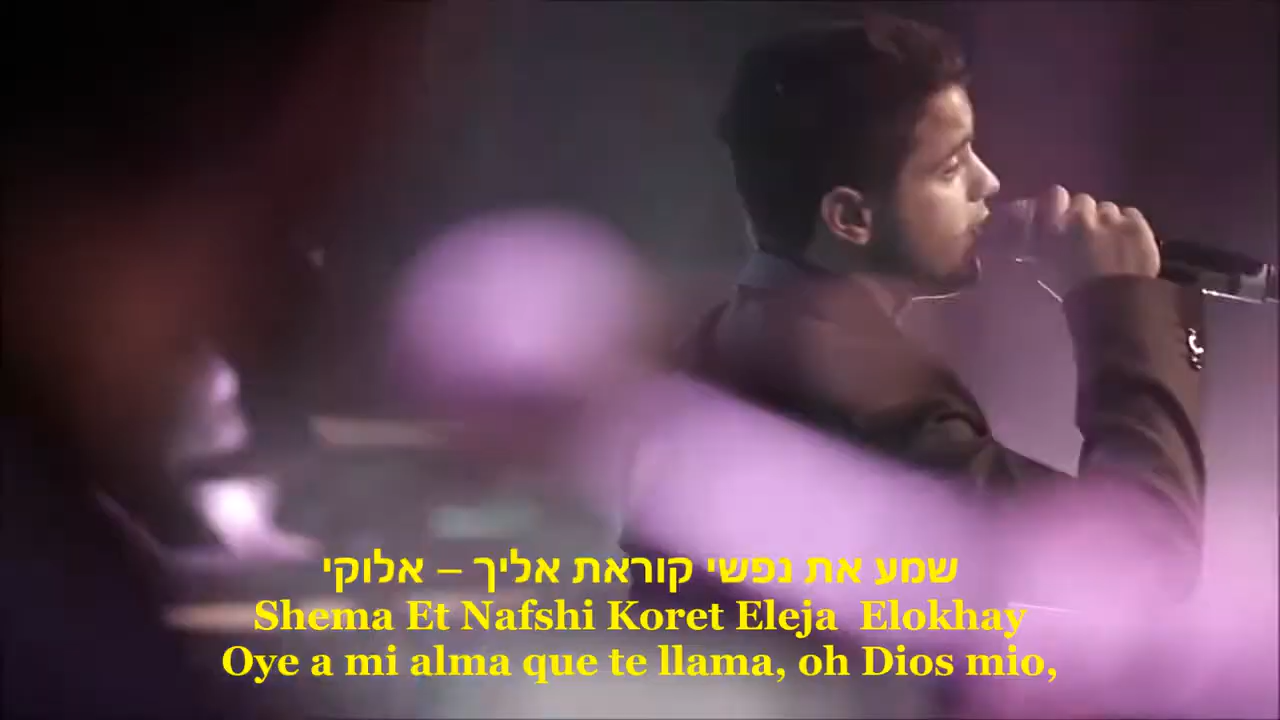 שמע את נפשי קוראת אליך – אלוקי
Shema Et Nafshi Koret Eleja Elokhay
Oye a mi alma que te llama, oh Dios mio,